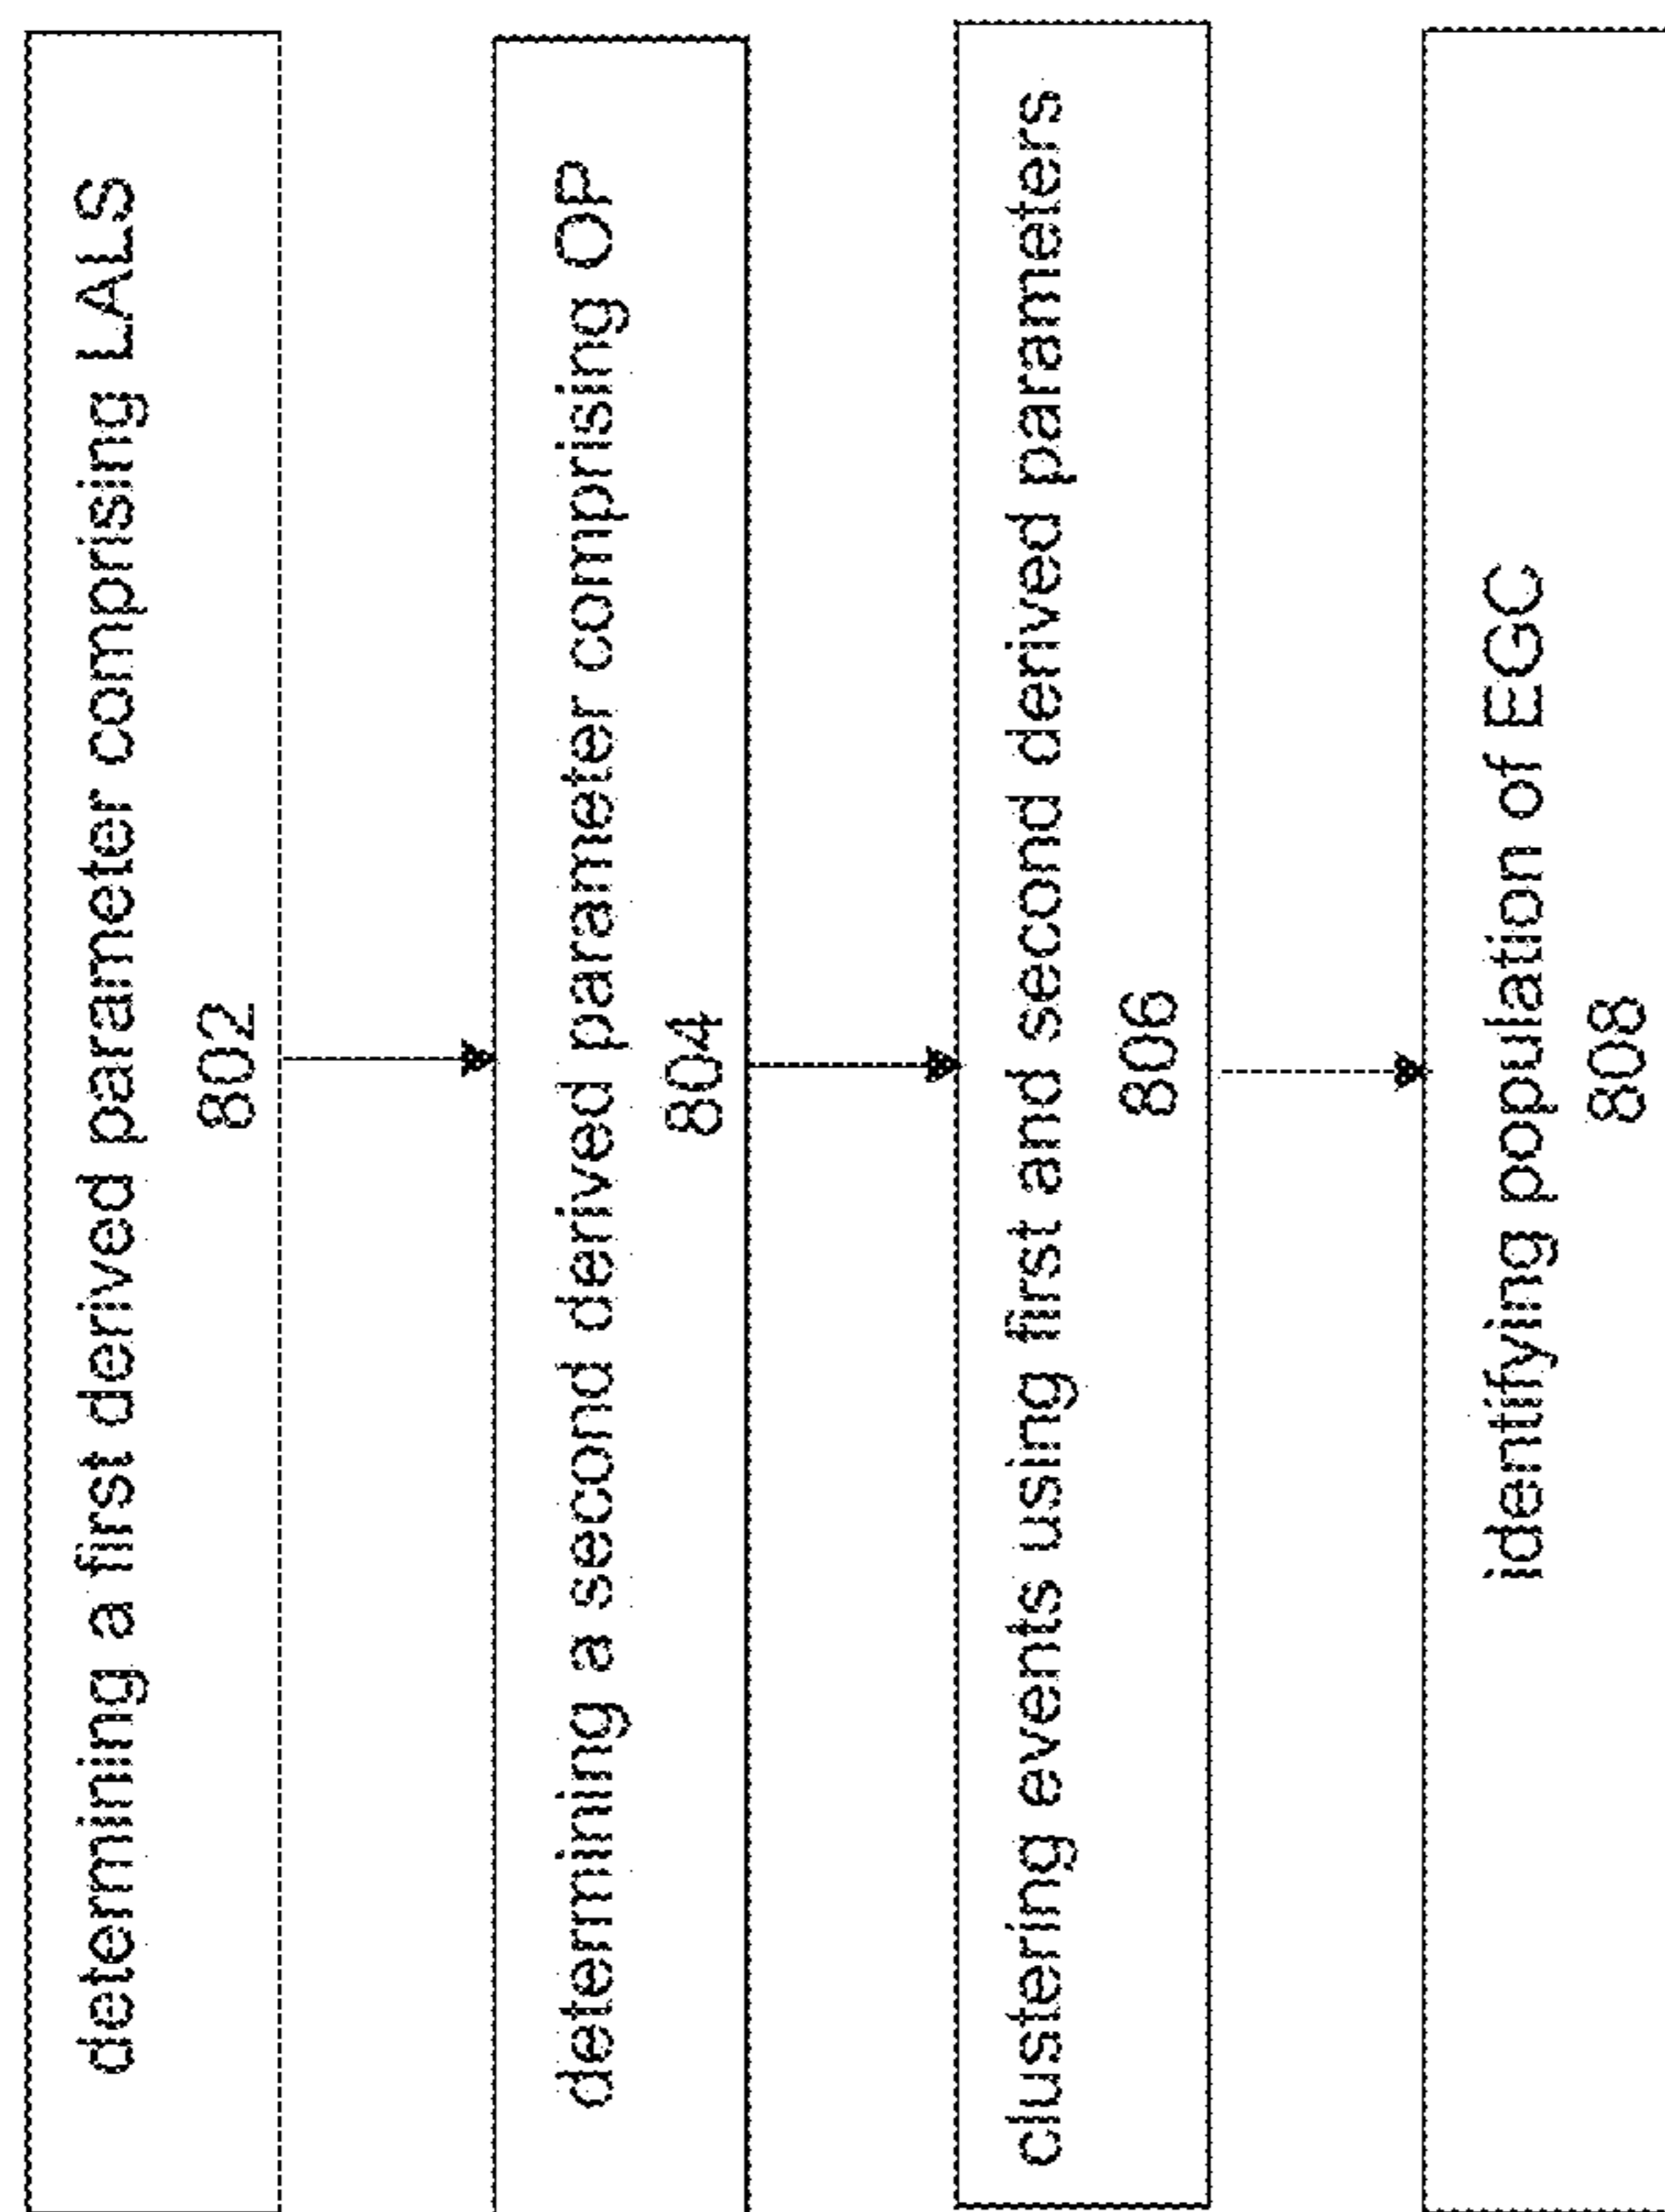 determining a first derived parameter comprising LALS
802
determining a second derived parameter comprising OP
804
clustering events using first and second derived parameters
806
identifying population of EGC
808